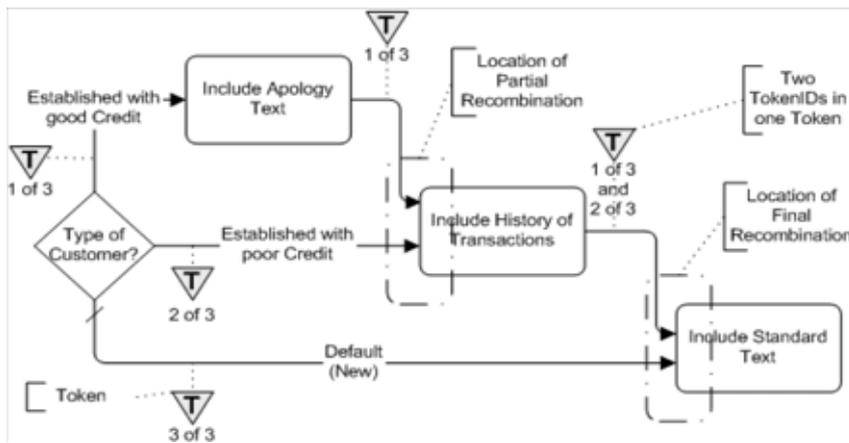 T
1 of 3
Established with
good Credit
Include Apology
Text
Location of
Partial
Recombination
Two
TokenIDs in
one Token
T
1 of 3
and
2 of 3
T
1 of 3
Type of
Customer?
Established with
poor Credit
Include History of
Transactions
Location of
Final
Recombination
T
2 of 3
Default
(New)
Include Standard
Text
Token
T
3 of 3